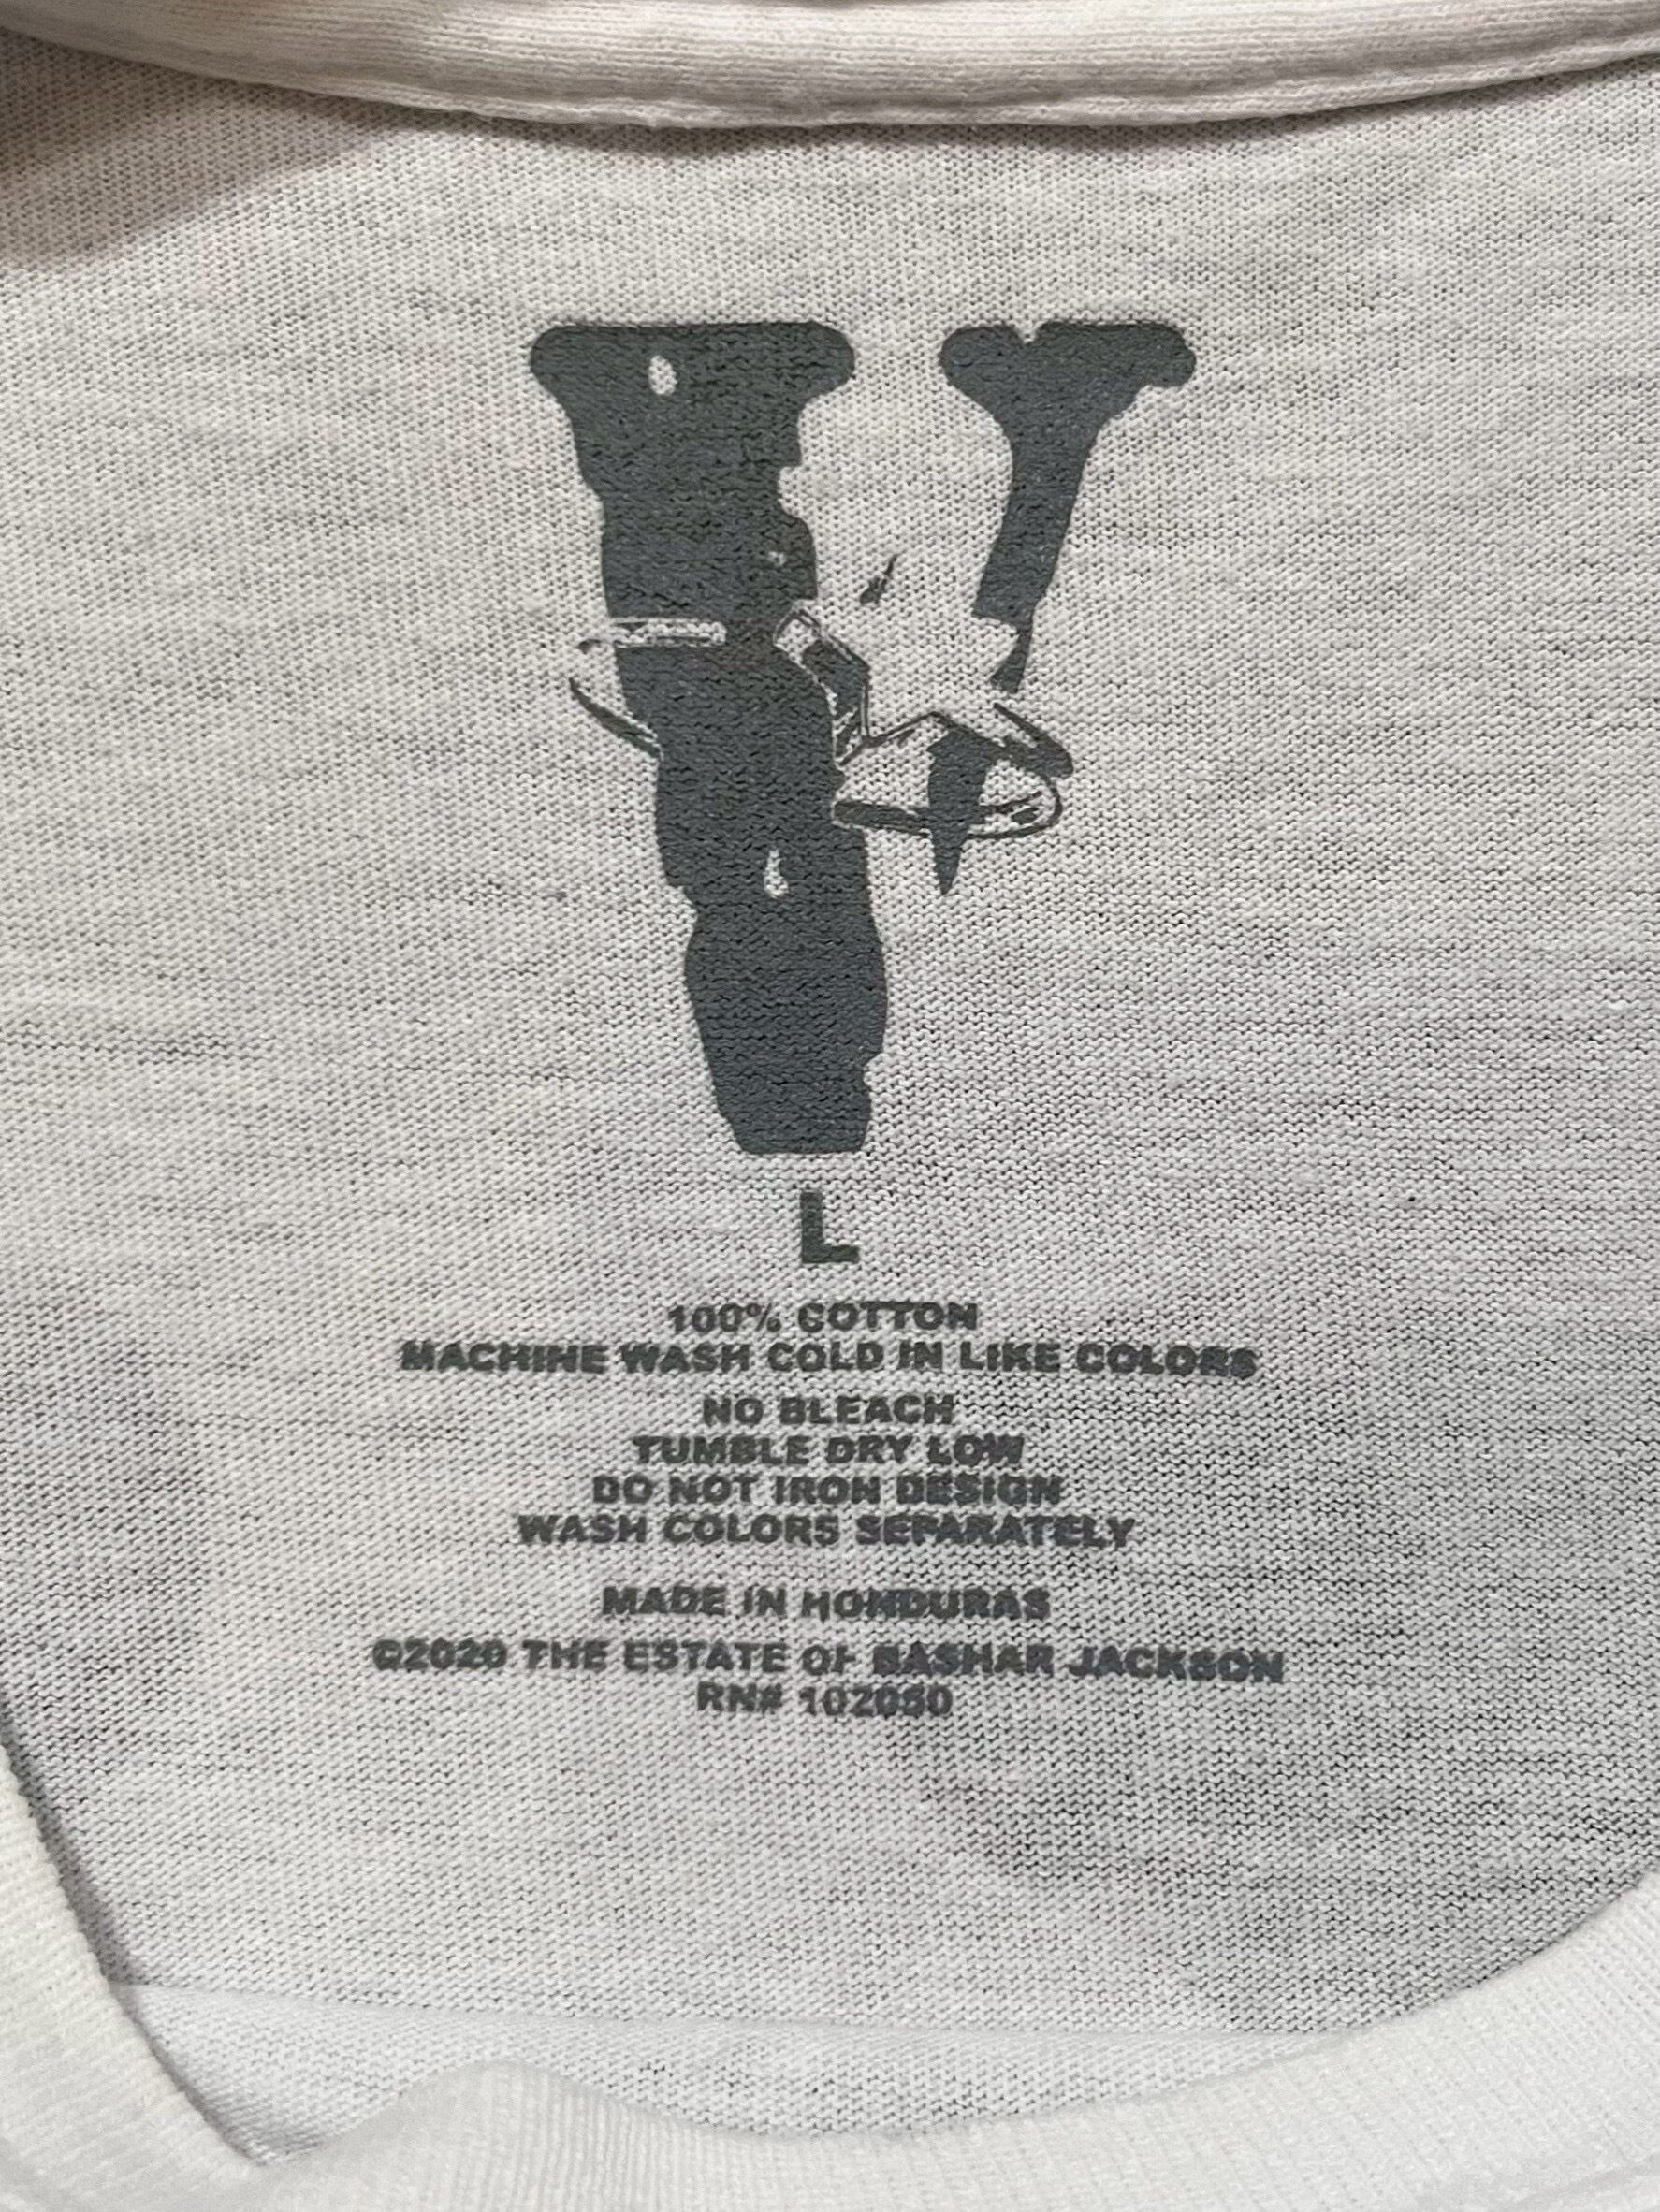 V
L
100% COTTON
MACHINE WASH COLD IN LIKE COLORS
NO BLEACH
TUMBLE DRY LOW
DO NOT IRON DESIGN
WASH COLORS SEPARATELY
MADE IN HONDURAS
©2020 THE ESTATE OF BASHAR JACKSON
RN# 102050